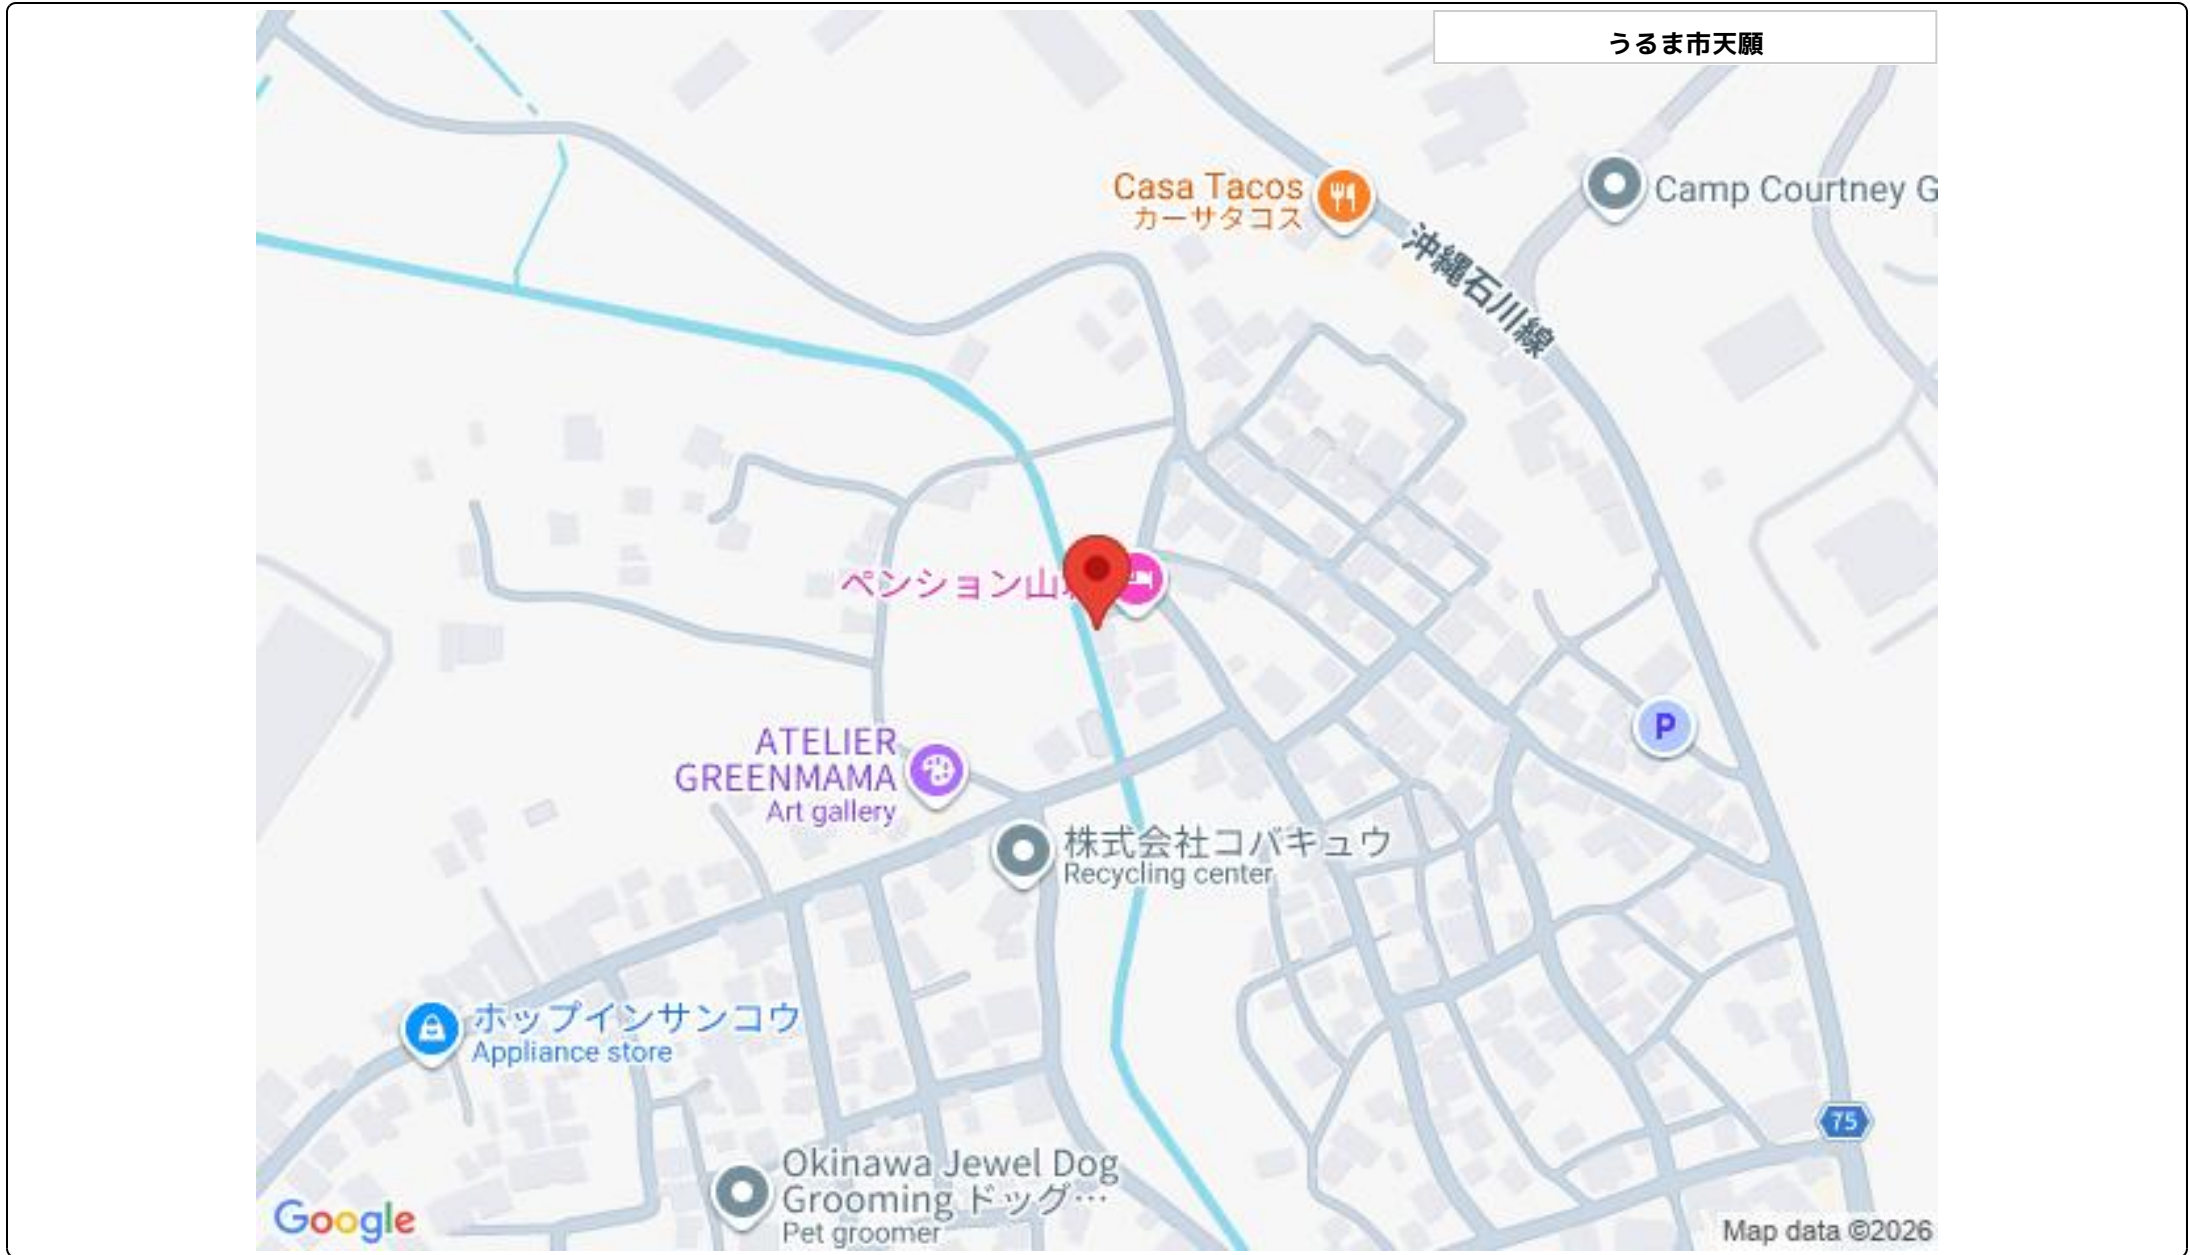 うるま市天願
Casa Tacos
カーサタコス
Camp Courtney G
沖縄石川線
ペンション山
P
ATELIER
GREENMAMA
Art gallery
株式会社コバキュウ
Recycling center
ホップインサンコウ
Appliance store
75
Okinawa Jewel Dog
Grooming ドッグ…
Pet groomer
Google
Map data ©2026